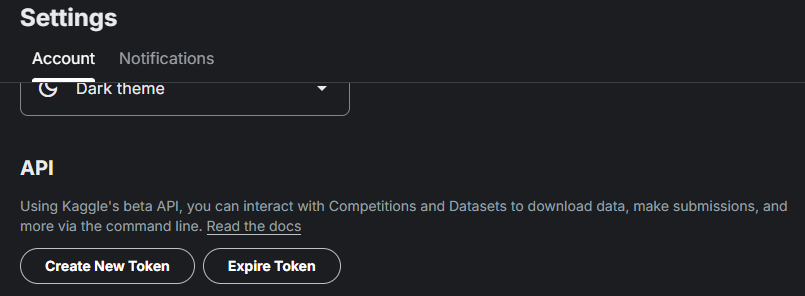 Settings
Account Notifications
Dark theme
API
Using Kaggle's beta API, you can interact with Competitions and Datasets to download data, make submissions, and
more via the command line. Read the docs
Create New Token Expire Token